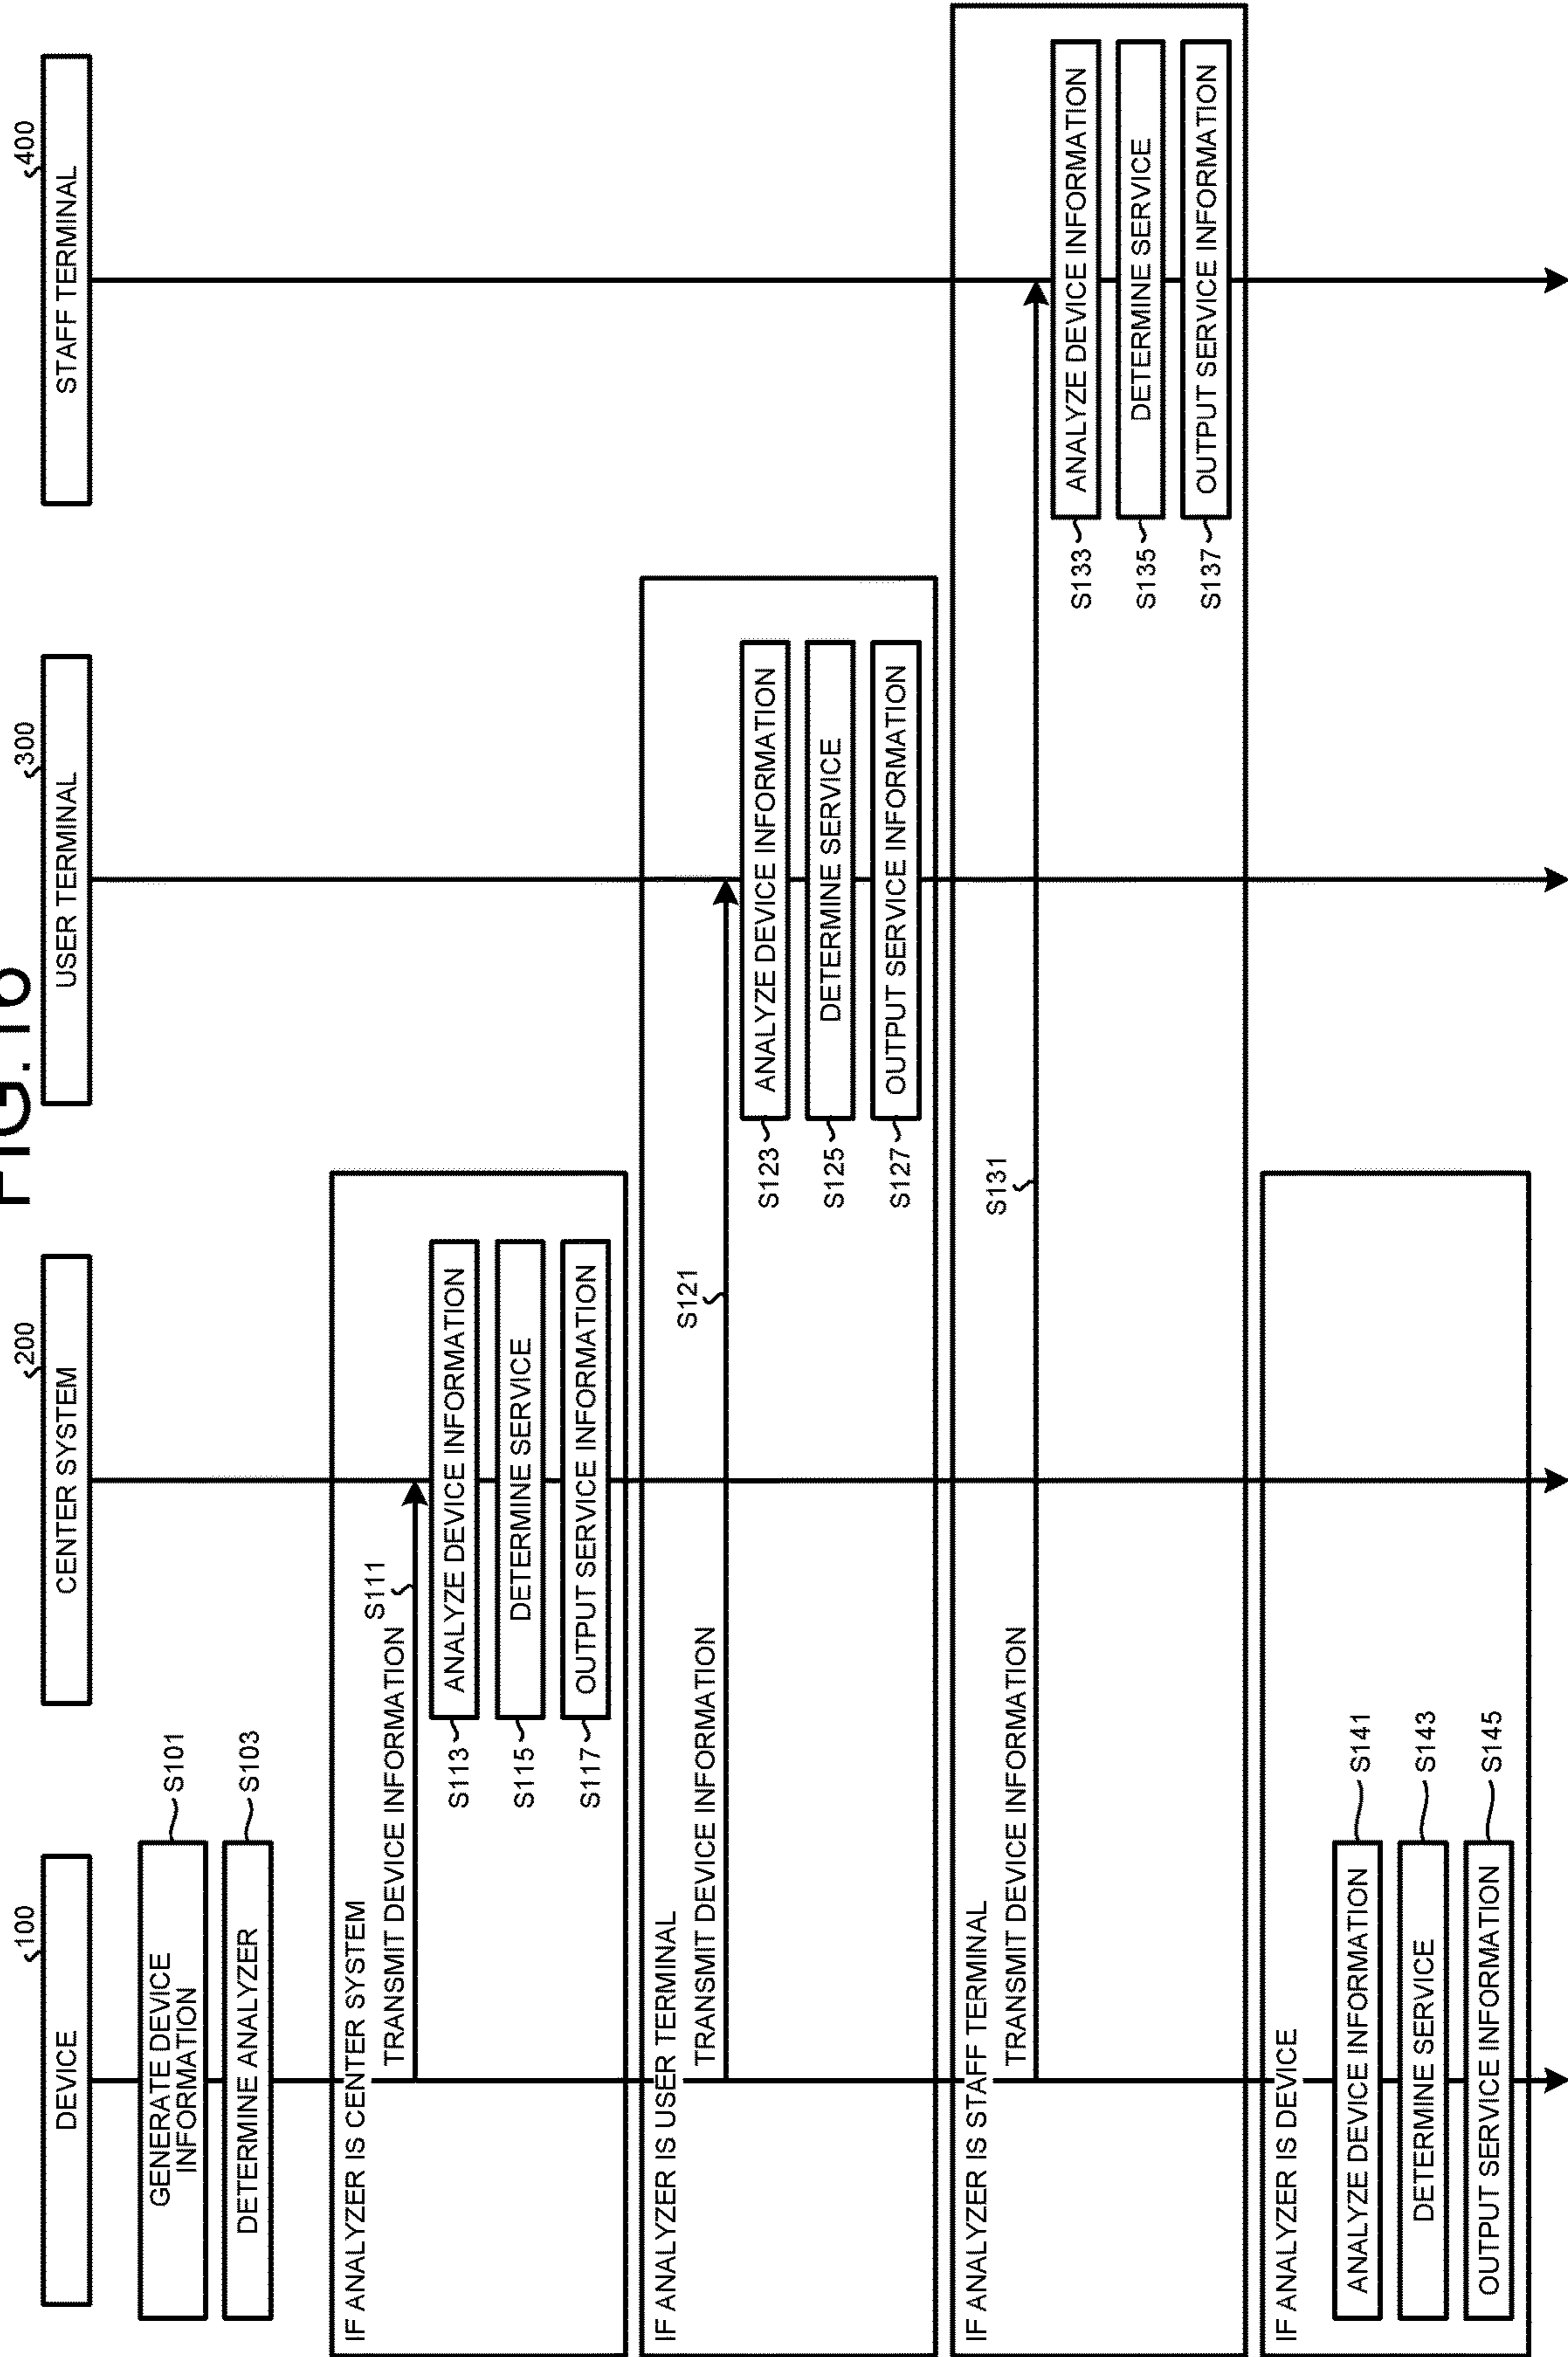 FIG.16
100
200
300
400
DEVICE
CENTER SYSTEM
USER TERMINAL
STAFF TERMINAL
GENERATE DEVICE
INFORMATION
S101
DETERMINE ANALYZER
S103
IF ANALYZER IS CENTER SYSTEM
TRANSMIT DEVICE INFORMATION
S111
S113
ANALYZE DEVICE INFORMATION
S115
DETERMINE SERVICE
S117
OUTPUT SERVICE INFORMATION
IF ANALYZER IS USER TERMINAL
TRANSMIT DEVICE INFORMATION
S121
S123
ANALYZE DEVICE INFORMATION
S125
DETERMINE SERVICE
S127
OUTPUT SERVICE INFORMATION
IF ANALYZER IS STAFF TERMINAL
TRANSMIT DEVICE INFORMATION
S131
S133
ANALYZE DEVICE INFORMATION
S135
DETERMINE SERVICE
S137
OUTPUT SERVICE INFORMATION
IF ANALYZER IS DEVICE
ANALYZE DEVICE INFORMATION
S141
DETERMINE SERVICE
S143
OUTPUT SERVICE INFORMATION
S145